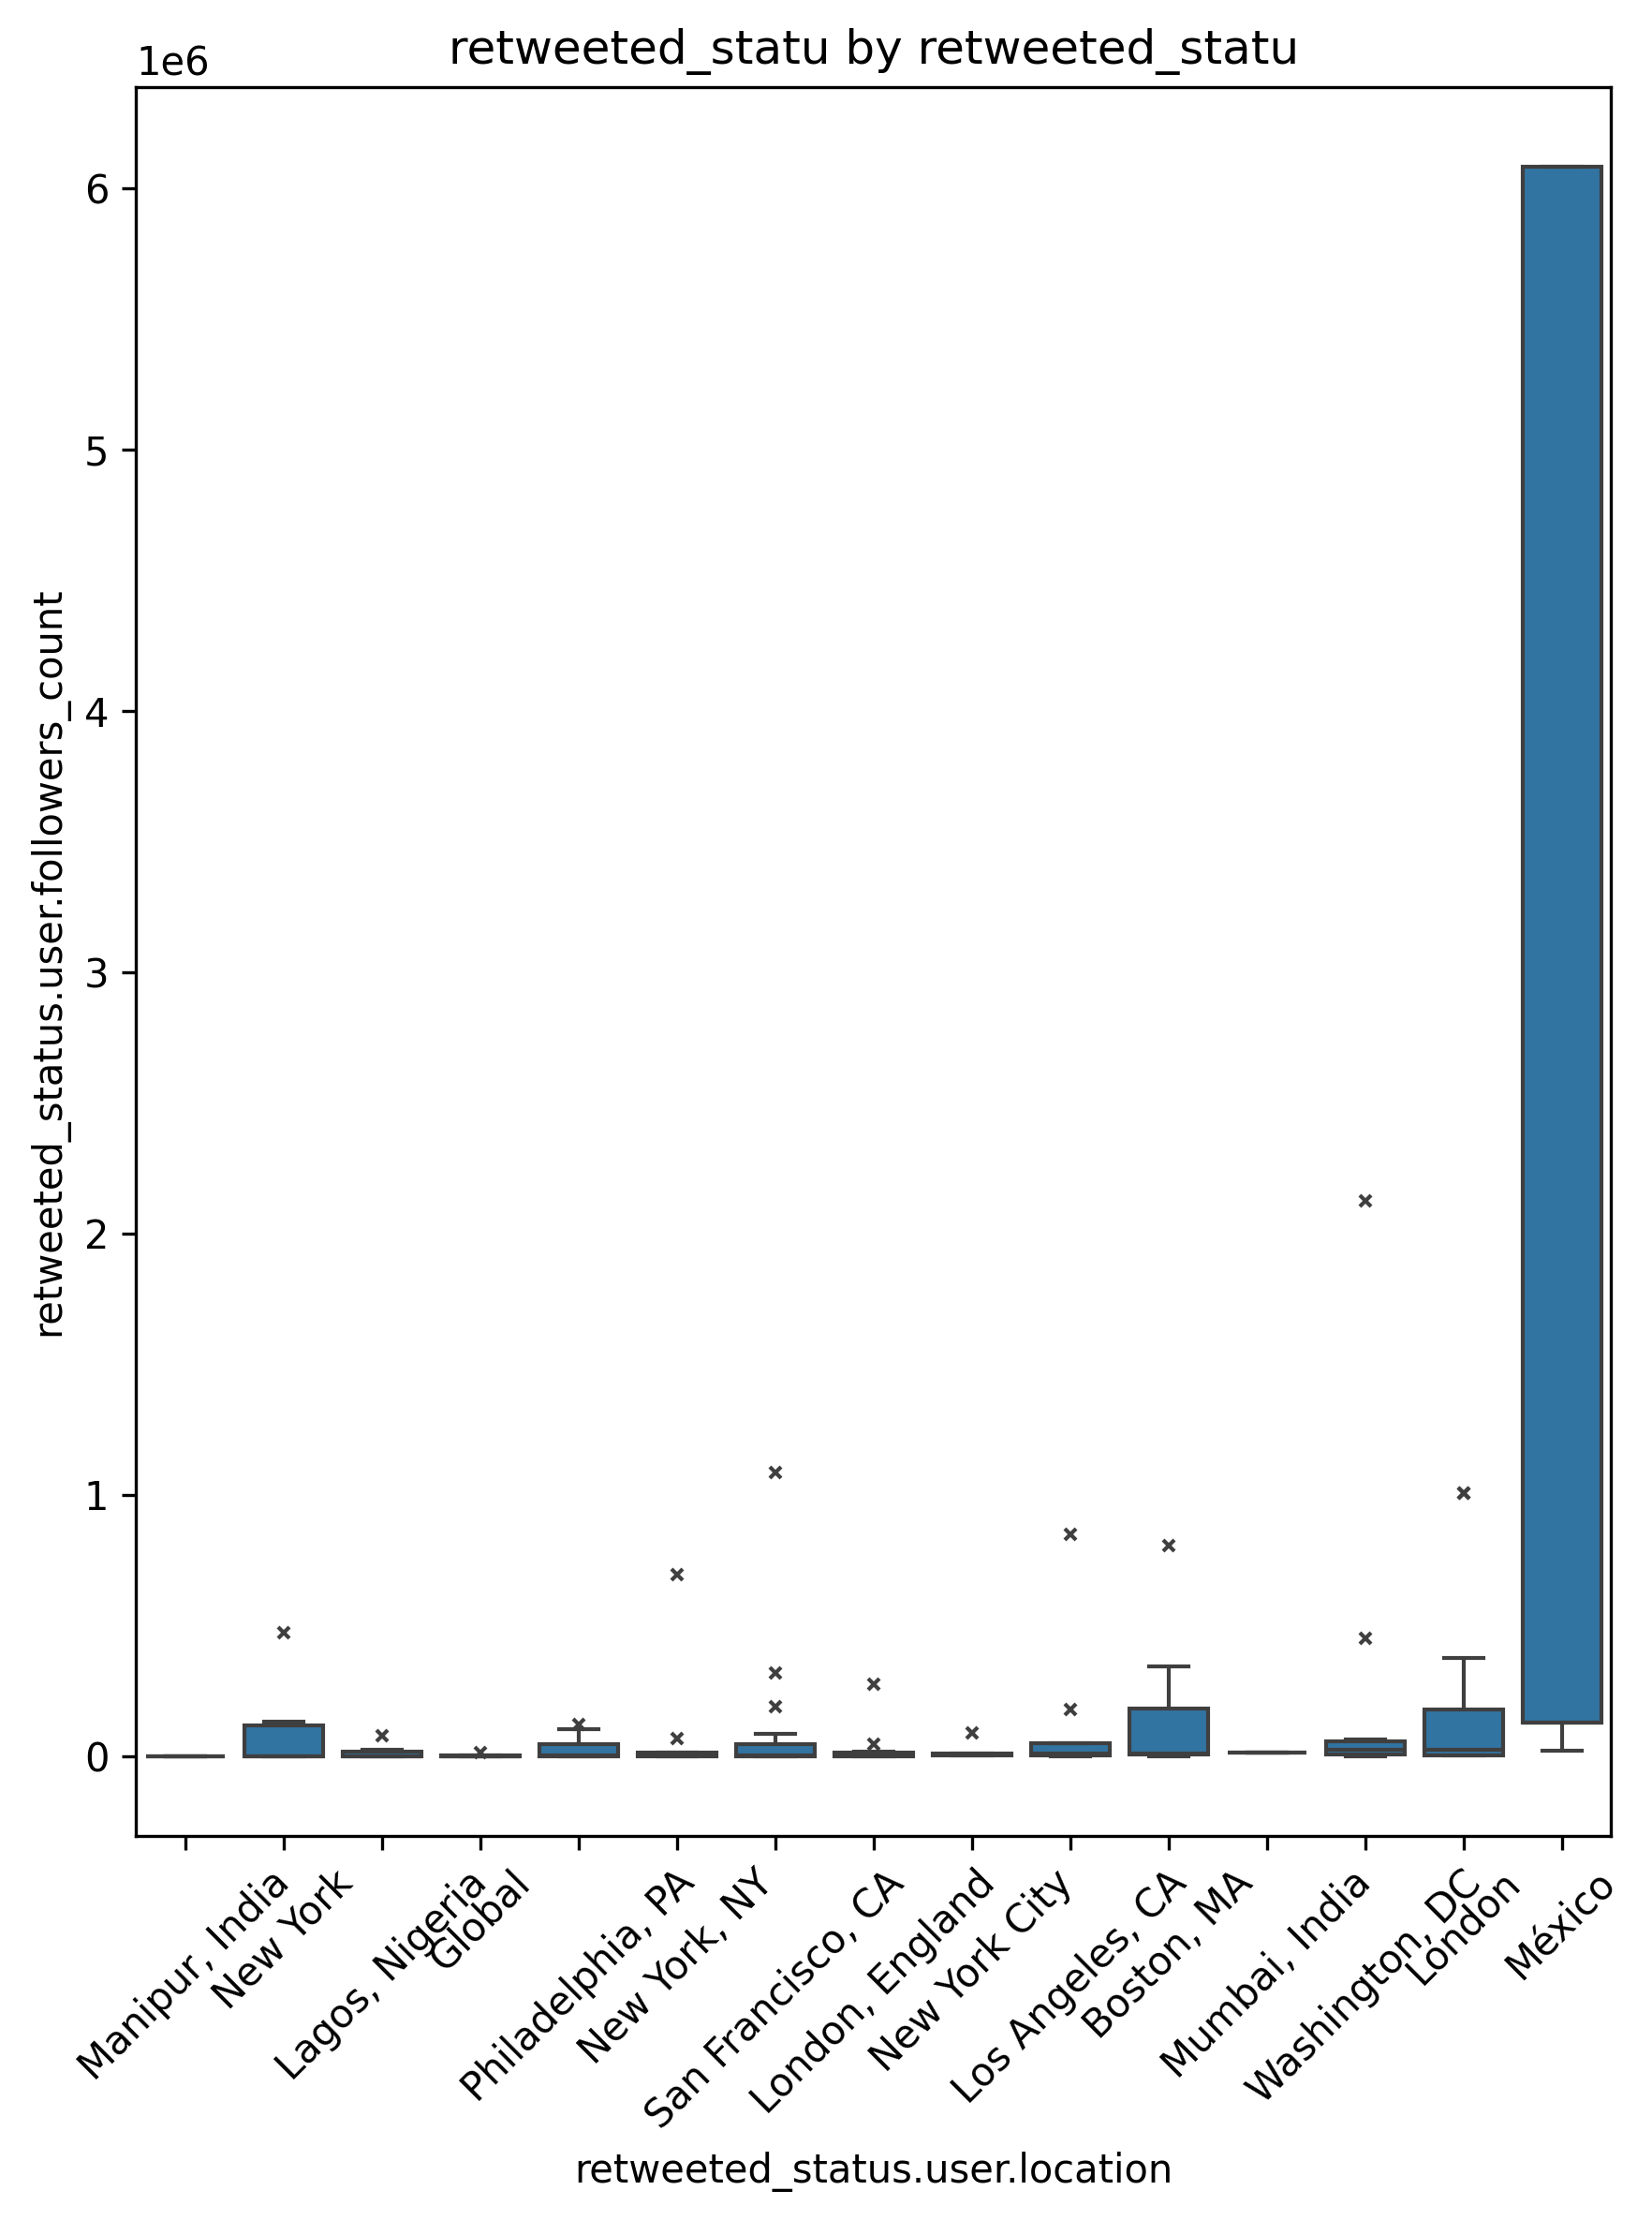 retweeted_statu by retweeted_statu
1e6
6
5
4
3
2
1
0
retweeted_status.user.followers_count
Manipur, India
New York
Lagos, Nigeria
Global
Philadelphia, PA
New York, NY
San Francisco, CA
London, England
New York City
Los Angeles, CA
Boston, MA
Mumbai, India
Washington, DC
London
México
retweeted_status.user.location